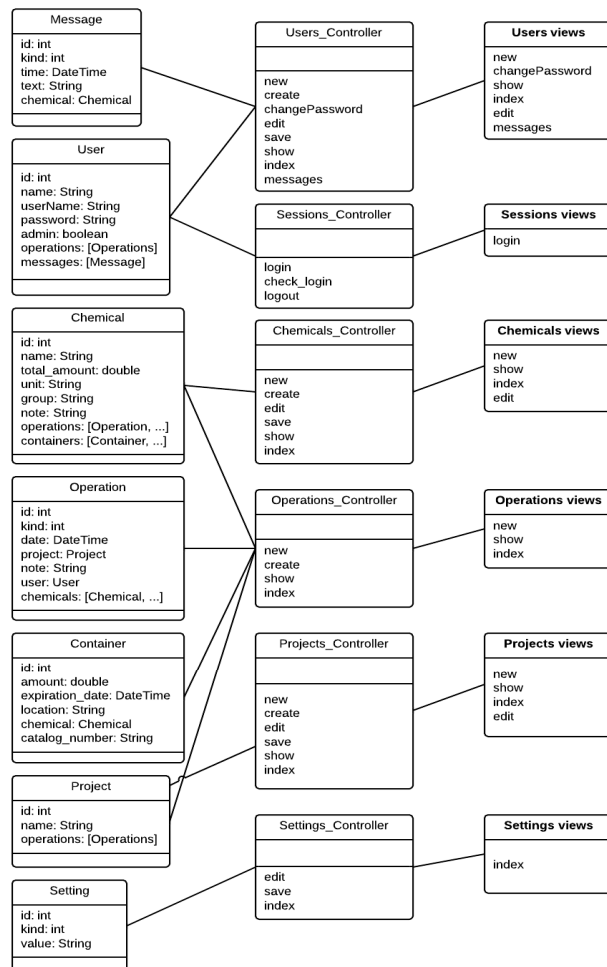 Message
id: int
kind: int
time: DateTime
text: String
chemical: Chemical
User
id: int
name: String
userName: String
password: String
admin: boolean
operations: [Operations]
messages: [Message]
Chemical
id: int
name: String
total_amount: double
unit: String
group: String
note: String
operations: [Operation, ...]
containers: [Container, ...]
Operation
id: int
kind: int
date: DateTime
project: Project
note: String
user: User
chemicals: [Chemical, ...]
Container
id: int
amount: double
expiration_date: DateTime
location: String
chemical: Chemical
catalog_number: String
Project
id: int
name: String
operations: [Operations]
Setting
id: int
kind: int
value: String
Users_Controller
new
create
changePassword
edit
save
show
index
messages
Sessions_Controller
login
check_login
logout
Chemicals_Controller
new
create
edit
save
show
index
Operations_Controller
new
create
show
index
Projects_Controller
new
create
edit
save
show
index
Settings_Controller
edit
save
index
Users views
new
changePassword
show
index
edit
messages
Sessions views
login
Chemicals views
new
show
index
edit
Operations views
new
show
index
Projects views
new
show
index
edit
Settings views
index